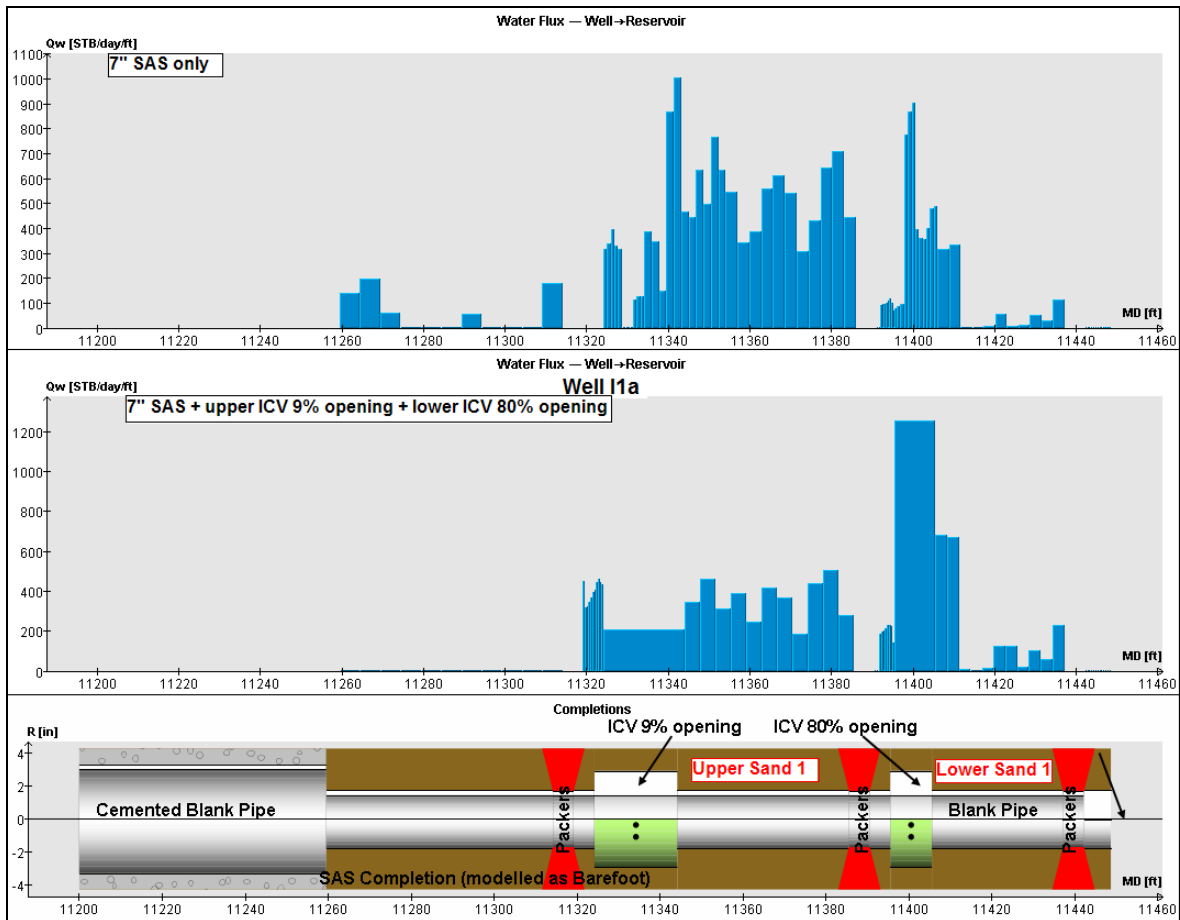 Water Flux — Well→Reservoir
Qw [STB/day/ft]
7" SAS only
1100
1000
900
800
700
600
500
400
300
200
100
0
MD [ft]
11200 11220 11240 11260 11280 11300 11320 11340 11360 11380 11400 11420 11440 11460
Water Flux — Well→Reservoir
Qw [STB/day/ft]
Well I1a
7" SAS + upper ICV 9% opening + lower ICV 80% opening
1200
1000
800
600
400
200
0
MD [ft]
11200 11220 11240 11260 11280 11300 11320 11340 11360 11380 11400 11420 11440 11460
Completions
R [in]
ICV 9% opening
ICV 80% opening
4
2
0
-2
-4
Upper Sand 1
Lower Sand 1
Cemented Blank Pipe
Packers
Packers
Blank Pipe
Packers
SAS Completion (modelled as Barefoot)
MD [ft]
11200 11220 11240 11260 11280 11300 11320 11340 11360 11380 11400 11420 11440 11460